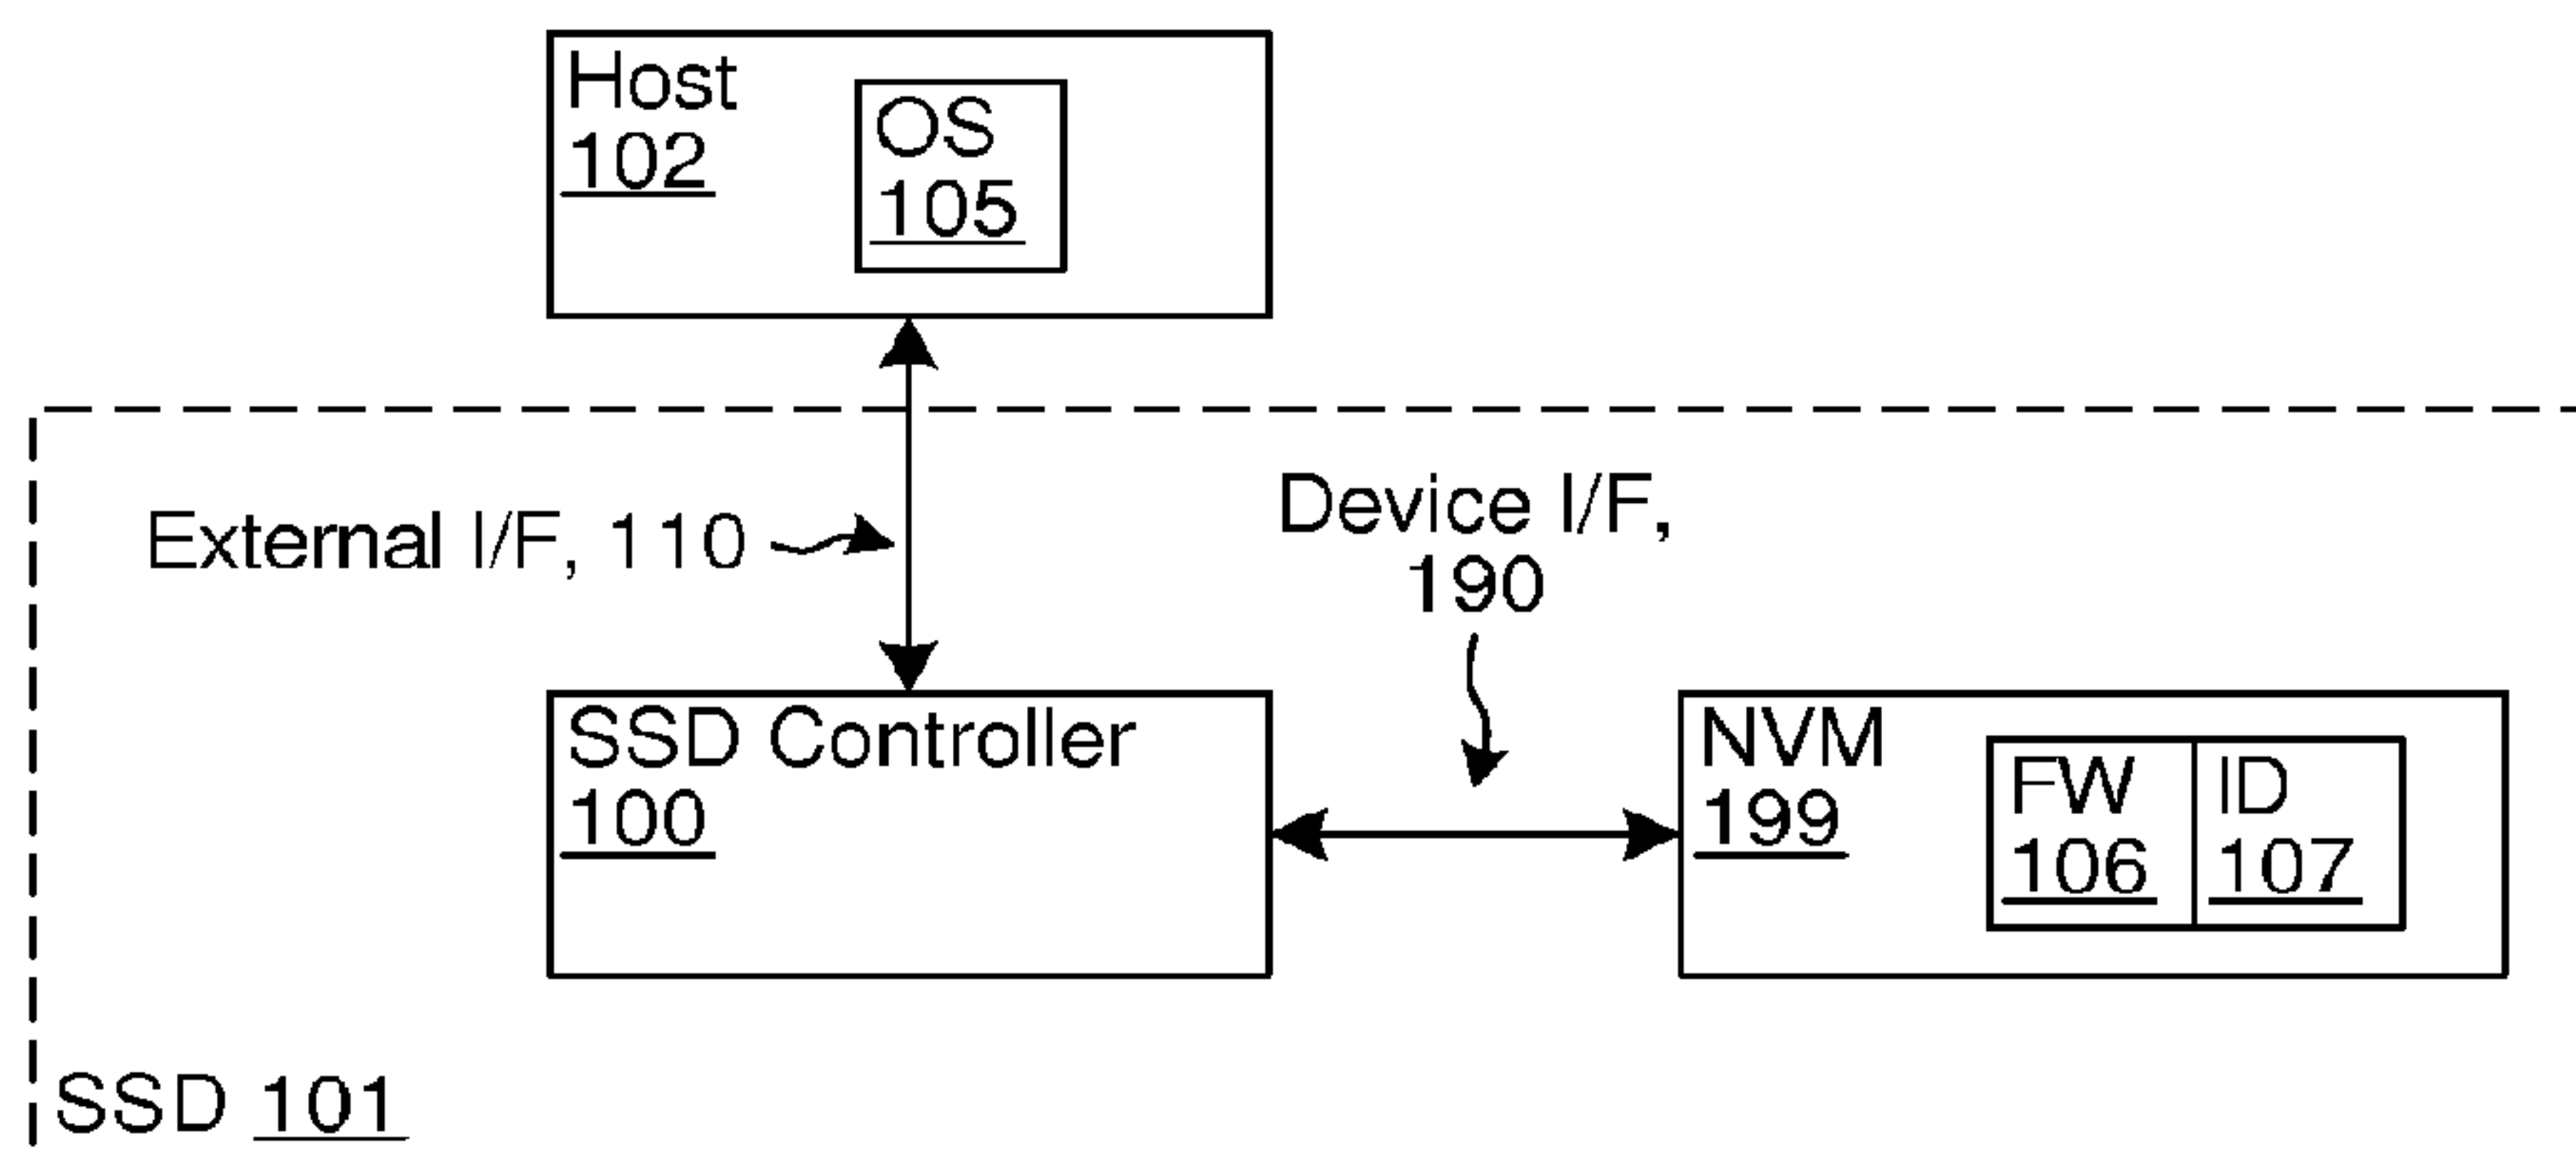 Host
102
OS
105
External I/F, 110
Device I/F,
190
SSD Controller
100
NVM
199
FW
106
ID
107
SSD 101